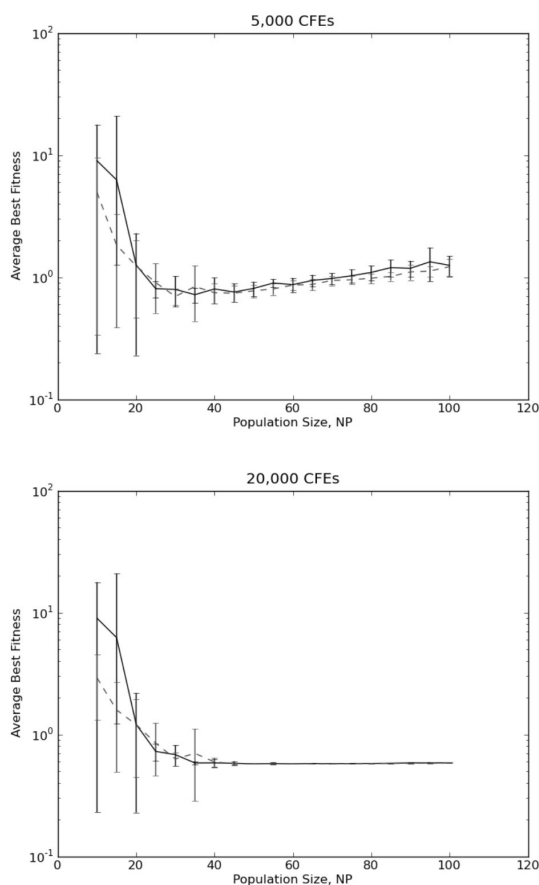 5,000 CFEs
10^2
10^1
10^0
10^-1
Average Best Fitness
0 20 40 60 80 100 120
Population Size, NP
20,000 CFEs
10^2
10^1
10^0
10^-1
Average Best Fitness
0 20 40 60 80 100 120
Population Size, NP